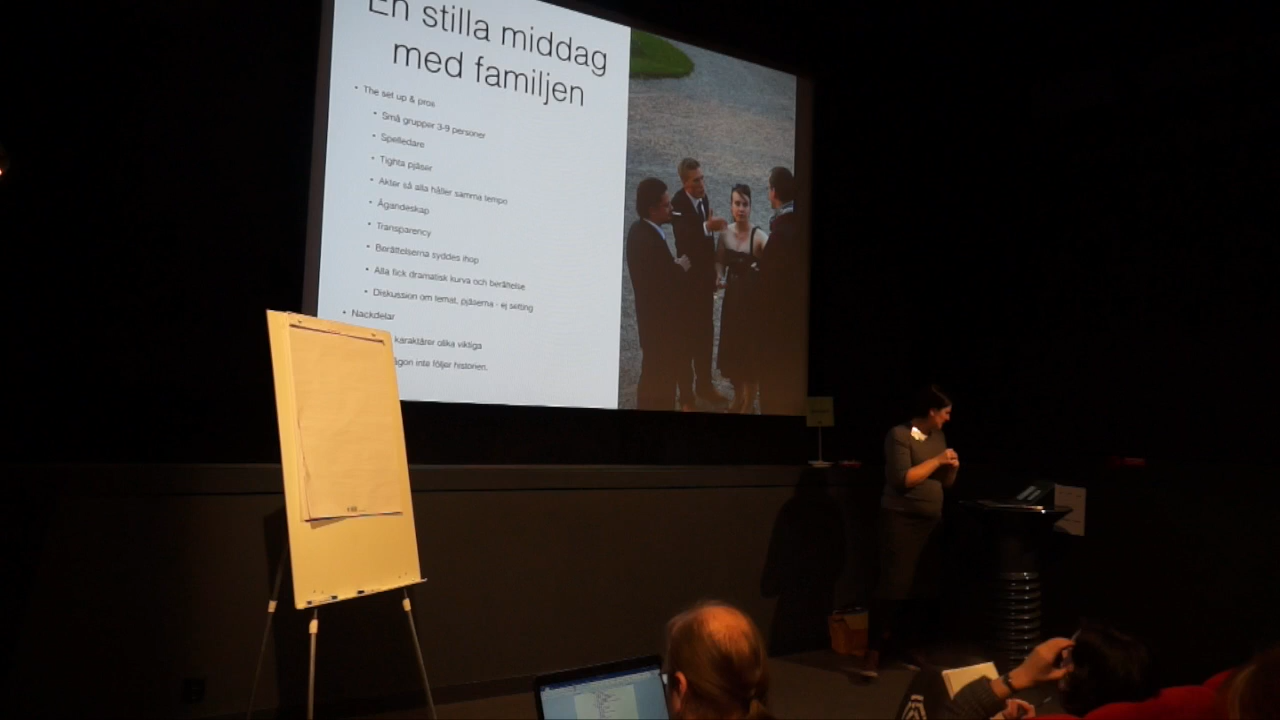 En stilla middag
med familjen
• The set up & pros
• Små grupper 3-9 personer
• Spelledare
• Tighta pjäser
• Akter så alla håller samma tempo
• Ägandeskap
• Transparency
• Berättelserna syddes ihop
• Alla fick dramatisk kurva och berättelse
• Diskussion om temat, pjäserna - ej setting
• Nackdelar
karaktärer olika viktiga
någon inte följer historien.